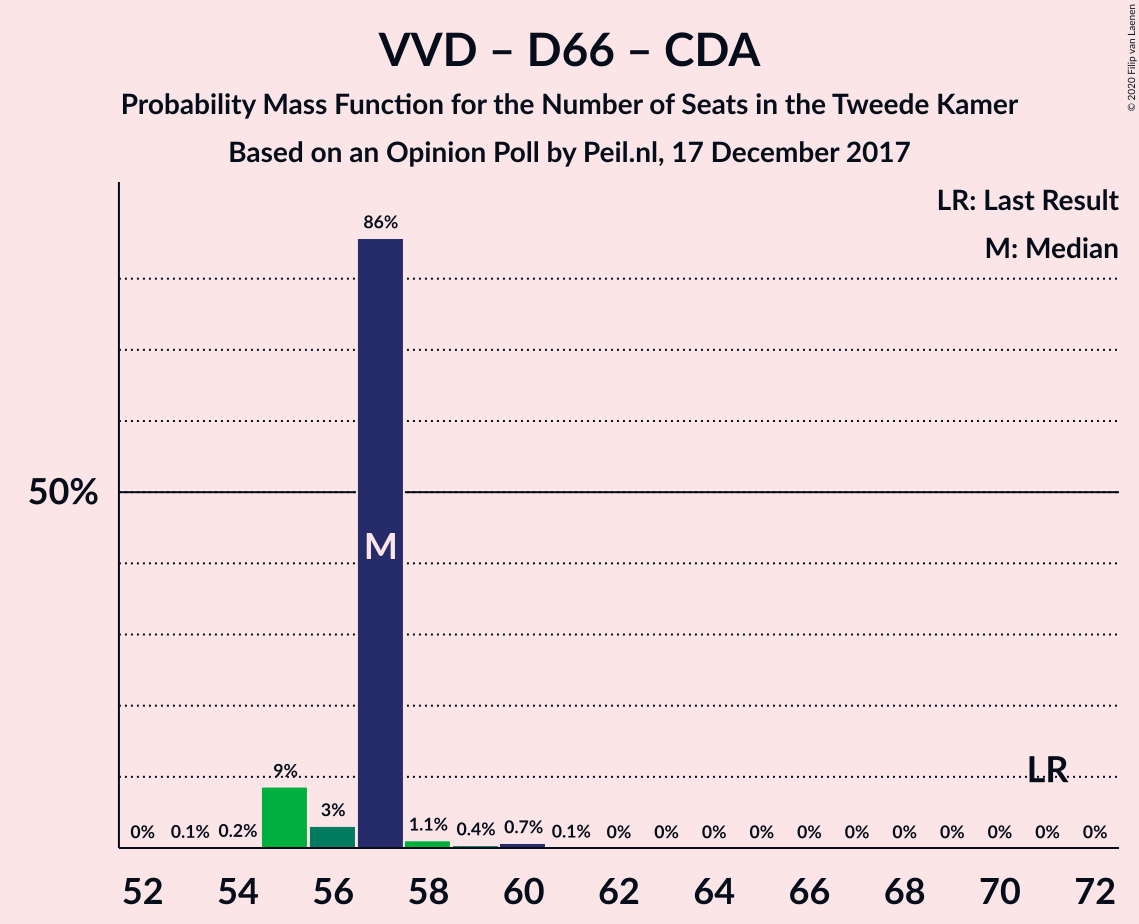 VVD – D66 – CDA
Probability Mass Function for the Number of Seats in the Tweede Kamer
Based on an Opinion Poll by Peil.nl, 17 December 2017
© 2020 Filip van Laenen
LR: Last Result
M: Median
86%
50%
M
LR
9%
3%
0% 0.1% 0.2% 1.1% 0.4% 0.7% 0.1% 0% 0% 0% 0% 0% 0% 0% 0% 0% 0% 0%
52 54 56 58 60 62 64 66 68 70 72